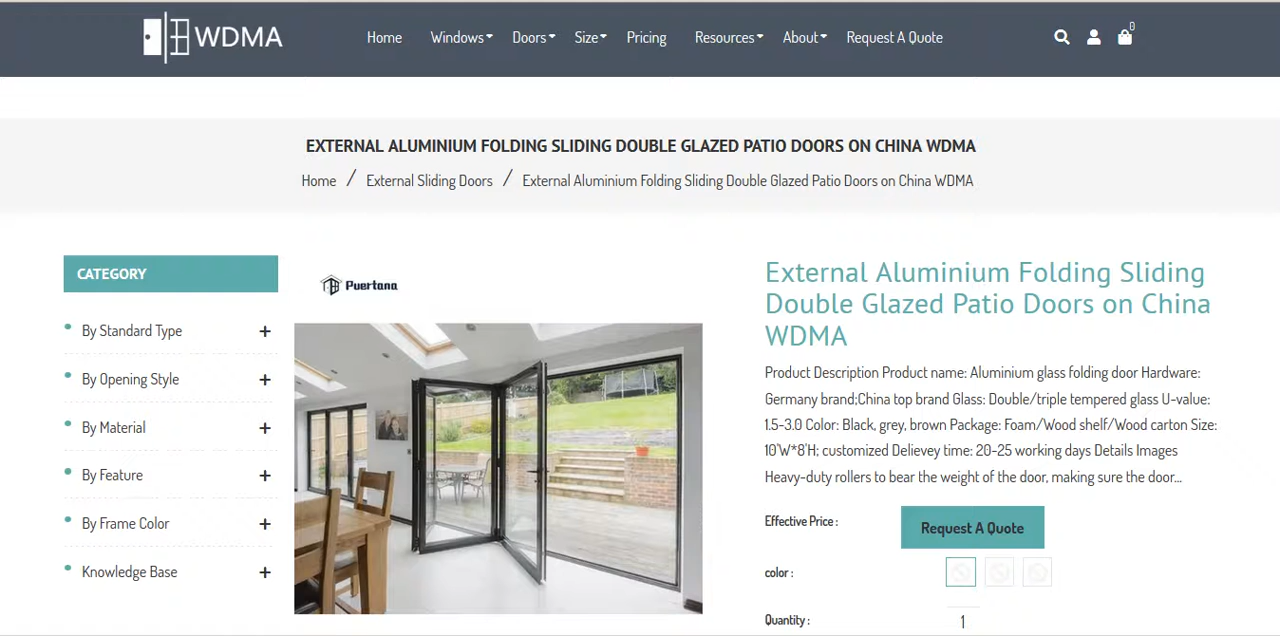 WDMA
Home Windows Doors Size Pricing Resources About Request A Quote
0
EXTERNAL ALUMINIUM FOLDING SLIDING DOUBLE GLAZED PATIO DOORS ON CHINA WDMA
Home / External Sliding Doors / External Aluminium Folding Sliding Double Glazed Patio Doors on China WDMA
CATEGORY
By Standard Type +
By Opening Style +
By Material +
By Feature +
By Frame Color +
Knowledge Base +
Puertana
External Aluminium Folding Sliding
Double Glazed Patio Doors on China
WDMA
Product Description Product name: Aluminium glass folding door Hardware:
Germany brand;China top brand Glass: Double/triple tempered glass U-value:
1.5-3.0 Color: Black, grey, brown Package: Foam/Wood shelf/Wood carton Size:
10'W*8'H; customized Delievey time: 20-25 working days Details Images
Heavy-duty rollers to bear the weight of the door, making sure the door...
Effective Price :
Request A Quote
color :
Quantity :
1